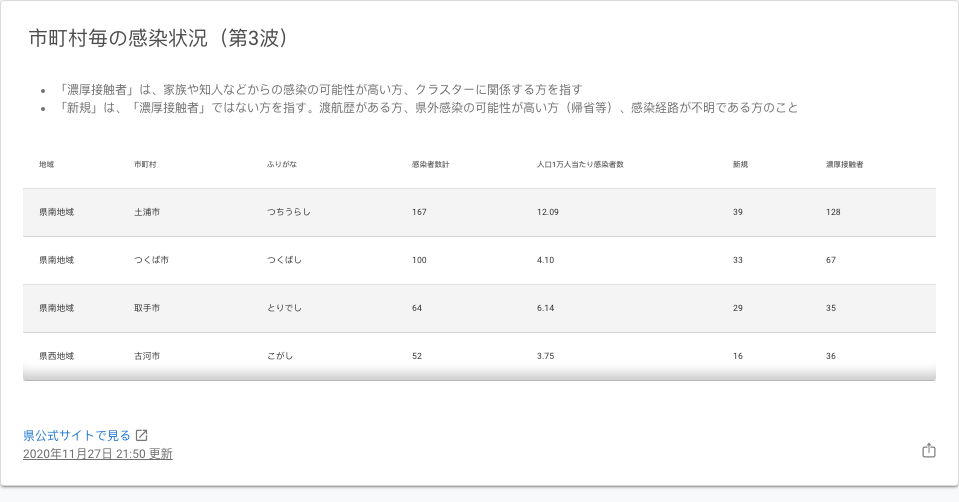 市町村毎の感染状況（第3波）
「濃厚接触者」は、家族や知人などからの感染の可能性が高い方、クラスターに関係する方を指す
「新規」は、「濃厚接触者」ではない方を指す。渡航歴がある方、県外感染の可能性が高い方（帰省等）、感染経路が不明である方のこと
地域 市町村 ふりがな 感染者数計 人口1万人当たり感染者数 新規 濃厚接触者
県南地域 土浦市 つちうらし 167 12.09 39 128
県南地域 つくば市 つくばし 100 4.10 33 67
県南地域 取手市 とりでし 64 6.14 29 35
県西地域 古河市 こがし 52 3.75 16 36
県公式サイトで見る
2020年11月27日 21:50 更新